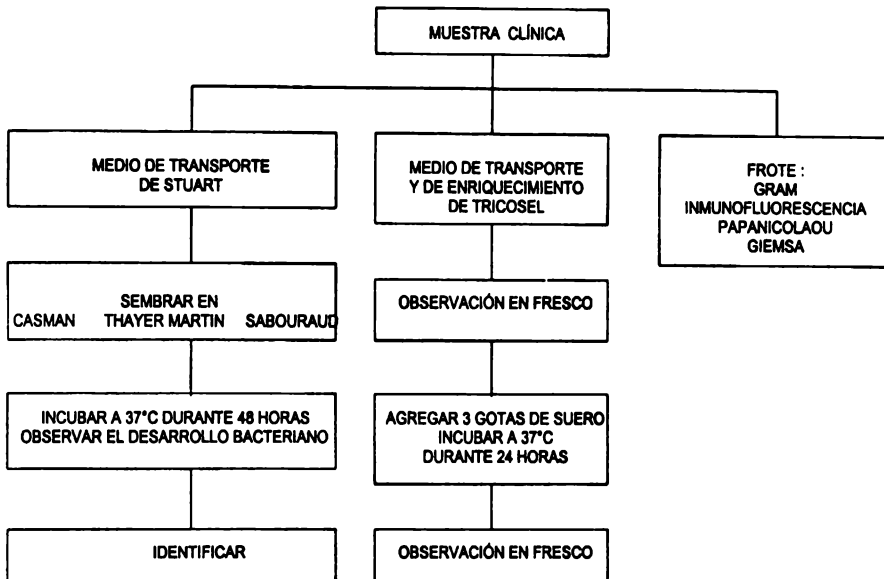 MUESTRA CLÍNICA
MEDIO DE TRANSPORTE
DE STUART
MEDIO DE TRANSPORTE
Y DE ENRIQUECIMIENTO
DE TRICOSEL
FROTE :
GRAM
INMUNOFLUORESCENCIA
PAPANICOLAOU
GIEMSA
SEMBRAR EN
CASMAN THAYER MARTIN SABOURAUD
OBSERVACIÓN EN FRESCO
INCUBAR A 37°C DURANTE 48 HORAS
OBSERVAR EL DESARROLLO BACTERIANO
AGREGAR 3 GOTAS DE SUERO
INCUBAR A 37°C
DURANTE 24 HORAS
IDENTIFICAR
OBSERVACIÓN EN FRESCO